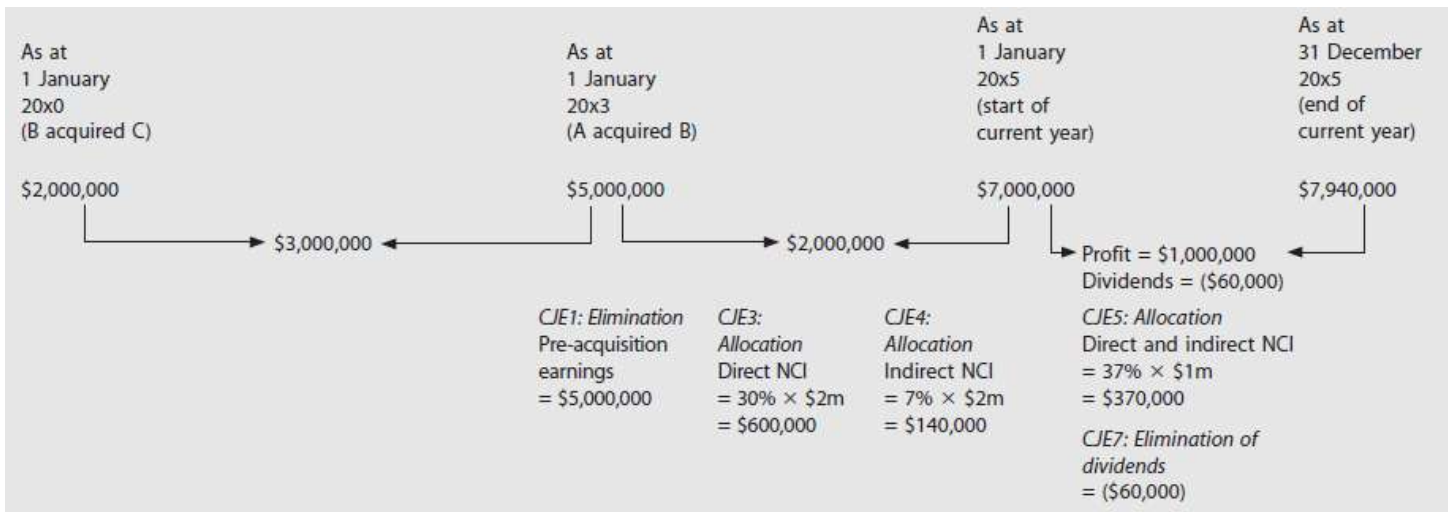 As at
1 January
20x0
(B acquired C)
As at
1 January
20x3
(A acquired B)
As at
1 January
20x5
(start of
current year)
As at
31 December
20x5
(end of
current year)
$2,000,000
$5,000,000
$7,000,000
$7,940,000
$3,000,000
$2,000,000
Profit = $1,000,000
Dividends = ($60,000)
CJE1: Elimination
Pre-acquisition
earnings
= $5,000,000
CJE3:
Allocation
Direct NCI
= 30% × $2m
= $600,000
CJE4:
Allocation
Indirect NCI
= 7% × $2m
= $140,000
CJE5: Allocation
Direct and indirect NCI
= 37% × $1m
= $370,000
CJE7: Elimination of
dividends
= ($60,000)